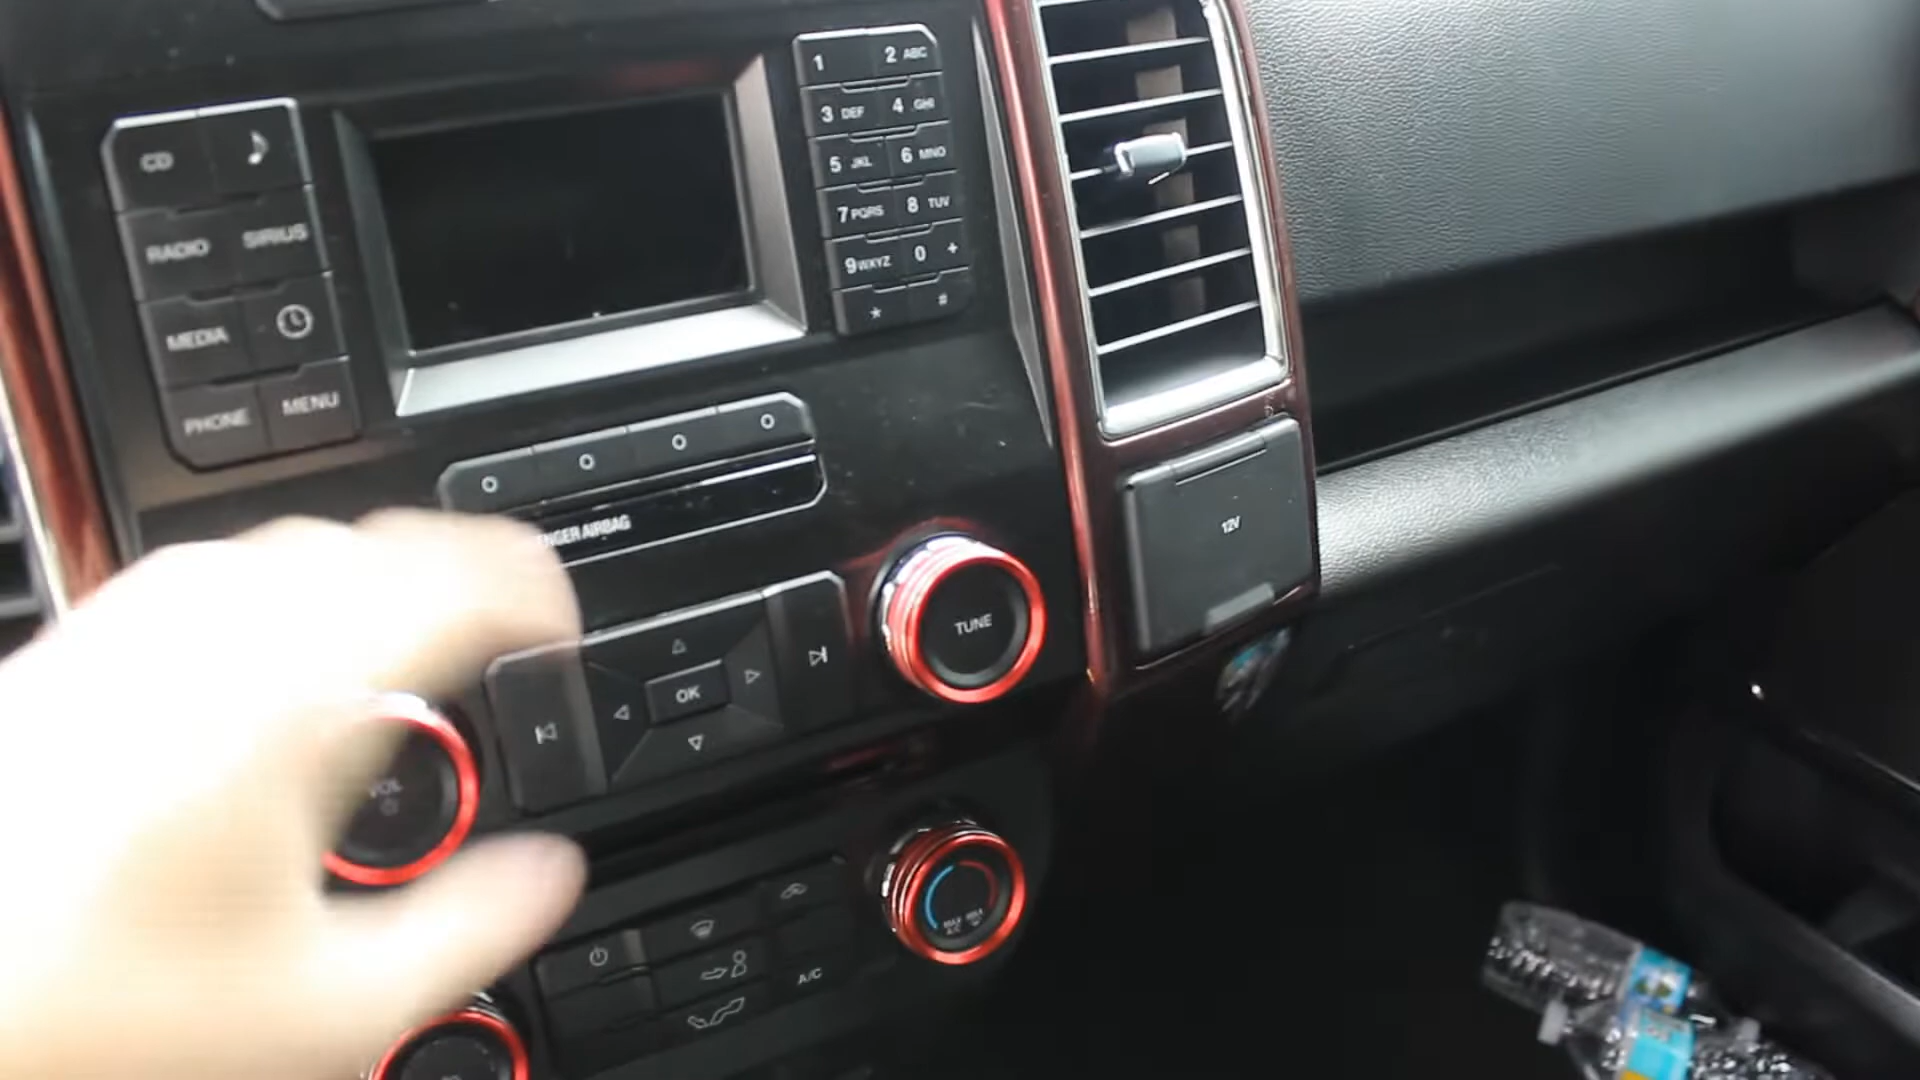 CD
RADIO SIRIUS
MEDIA
PHONE MENU
1 2 ABC
3 DEF 4 GHI
5 JKL 6 MNO
7 PQRS 8 TUV
9 WXYZ 0 +
* #
ENGER AIRBAG
12V
TUNE
OK
VOL
A/C